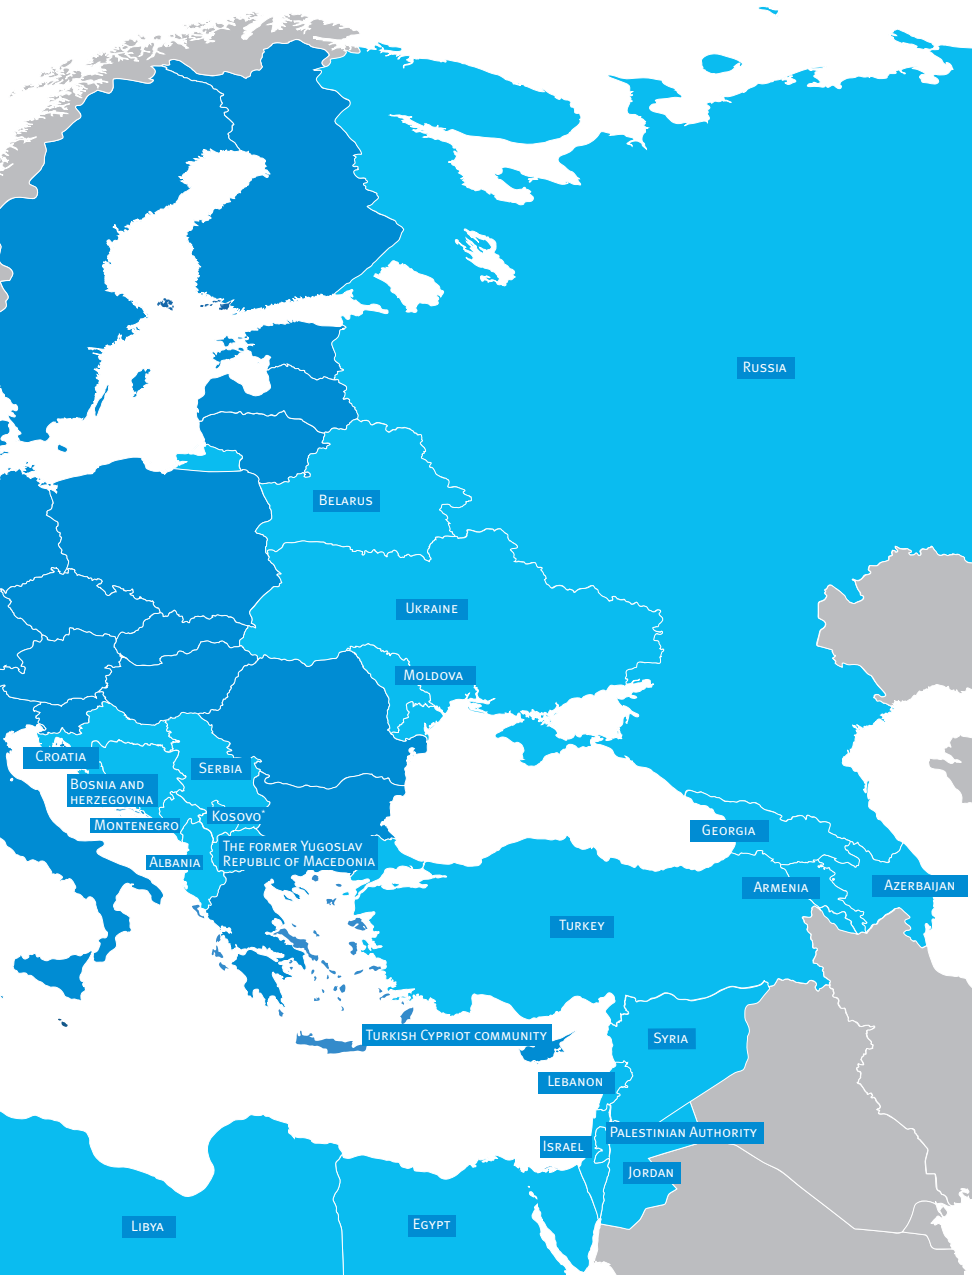 Russia
Belarus
Ukraine
Moldova
Croatia
Serbia
Bosnia and
herzegovina
Kosovo*
Montenegro
Georgia
The former Yugoslav
Republic of Macedonia
Albania
Armenia
Azerbaijan
Turkey
Turkish Cypriot community
Syria
Lebanon
Palestinian Authority
Israel
Jordan
Libya
Egypt